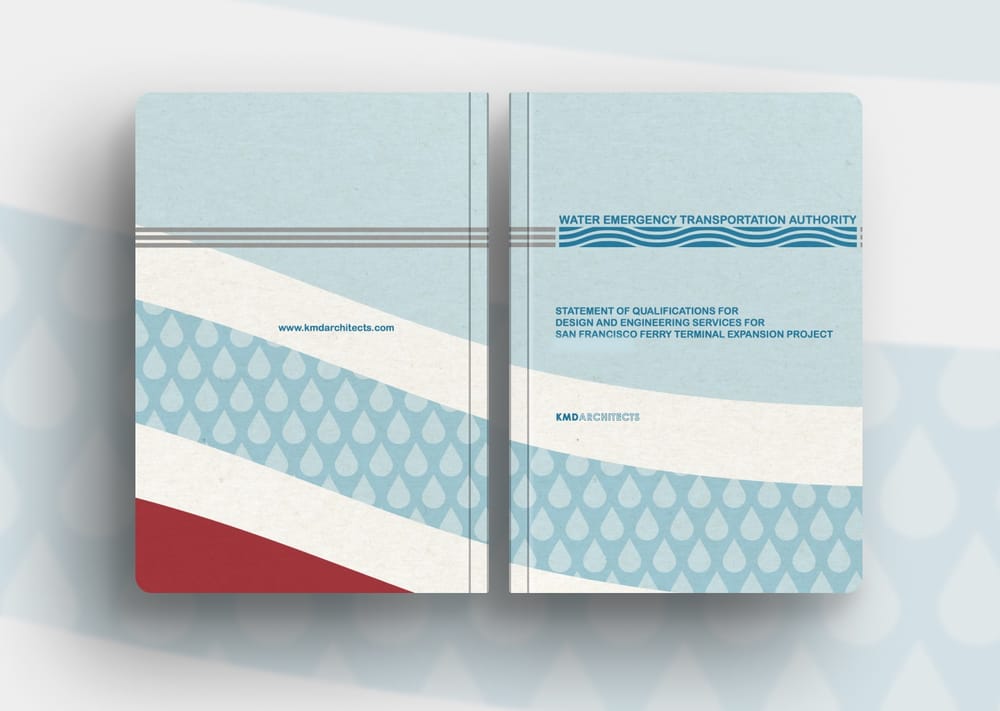 www.kmdarchitects.com
WATER EMERGENCY TRANSPORTATION AUTHORITY
STATEMENT OF QUALIFICATIONS FOR
DESIGN AND ENGINEERING SERVICES FOR
SAN FRANCISCO FERRY TERMINAL EXPANSION PROJECT
KMDARCHITECTS